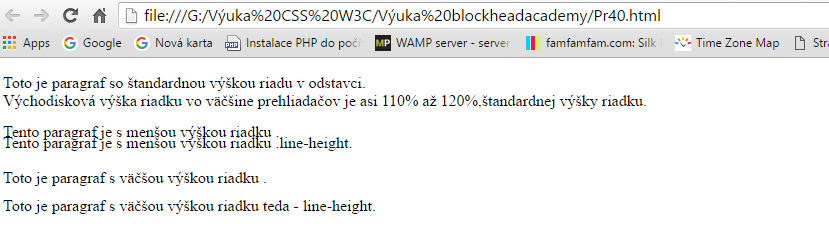 file:///G:/Výuka%20CSS%20W3C/Výuka%20blockheadacademy/Pr40.html
Apps Google Nová karta Instalace PHP do počí WAMP server - server famfamfam.com: Silk Time Zone Map Stra
Toto je paragraf so štandardnou výškou riadu v odstavci.
Východisková výška riadku vo väčšine prehliadačov je asi 110% až 120%,štandardnej výšky riadku.
Tento paragraf je s menšou výškou riadku .
Tento paragraf je s menšou výškou riadku .line-height.
Toto je paragraf s väčšou výškou riadku .
Toto je paragraf s väčšou výškou riadku teda - line-height.